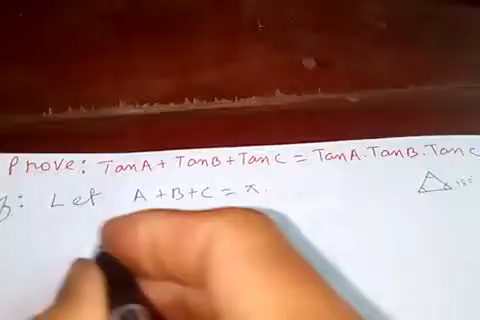 Prove: TanA + TanB + TanC = TanA.TanB.TanC
Let A+B+C = π.